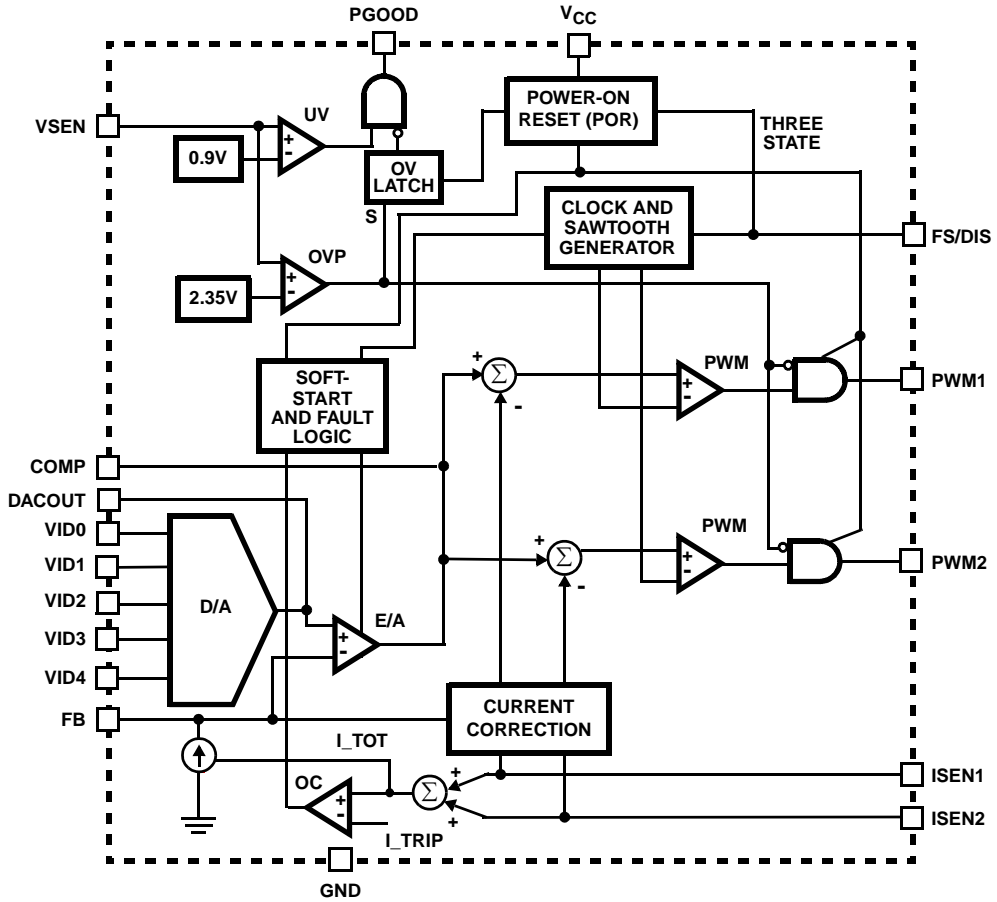 PGOOD
VCC
VSEN
UV
+
-
0.9V
OV
LATCH
S
POWER-ON
RESET (POR)
THREE
STATE
CLOCK AND
SAWTOOTH
GENERATOR
FS/DIS
OVP
+
-
2.35V
SOFT-
START
AND FAULT
LOGIC
+
Σ
-
PWM
+
-
PWM1
COMP
DACOUT
VID0
VID1
VID2
VID3
VID4
D/A
E/A
+
-
+
Σ
-
PWM
+
-
PWM2
FB
CURRENT
CORRECTION
I_TOT
OC
+
-
Σ
+
+
I_TRIP
ISEN1
ISEN2
GND